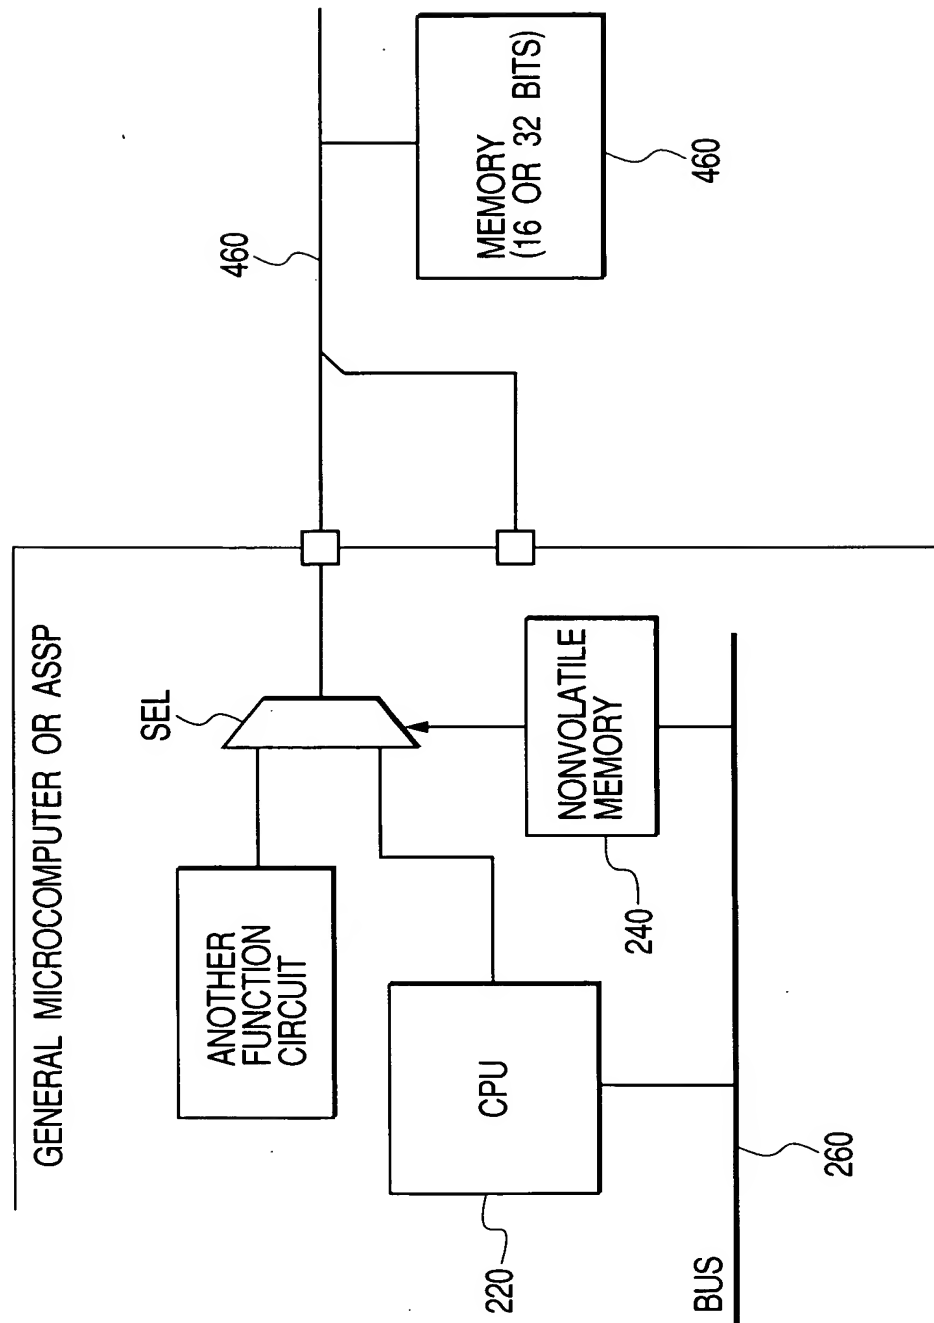 GENERAL MICROCOMPUTER OR ASSP
ANOTHER
FUNCTION
CIRCUIT
SEL
460
MEMORY
(16 OR 32 BITS)
460
CPU
220
NONVOLATILE
MEMORY
240
BUS
260